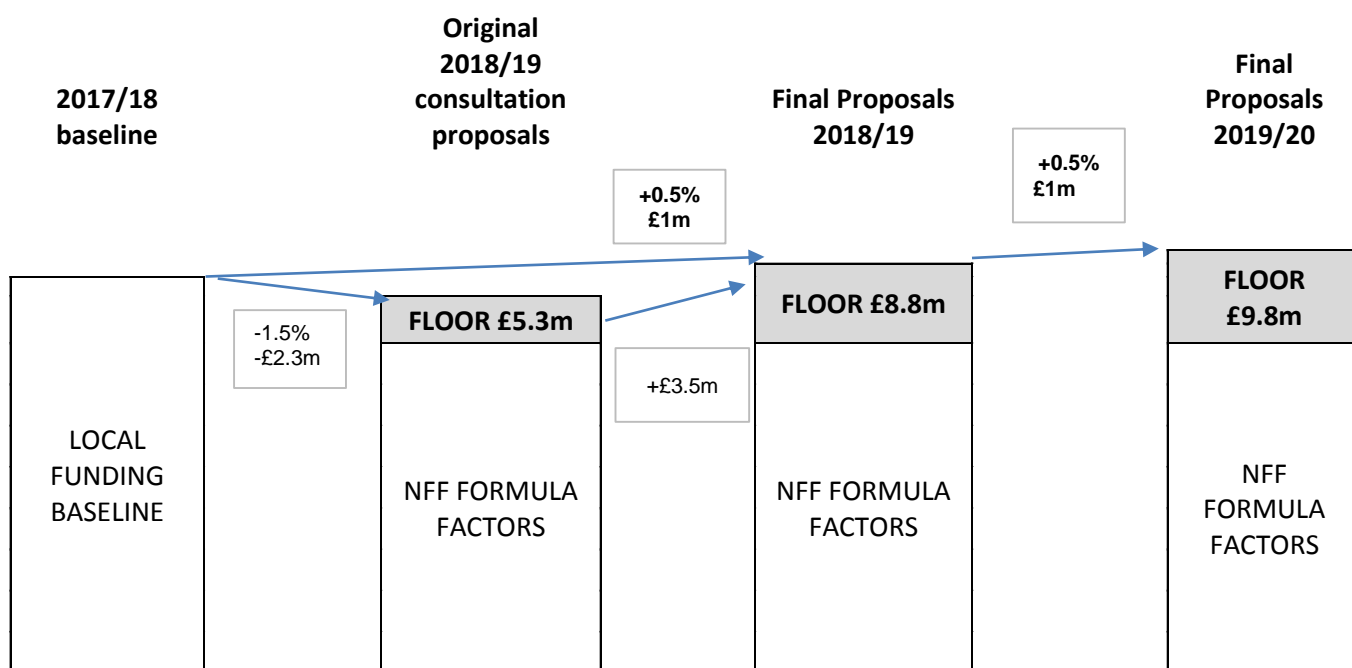 2017/18
baseline
Original
2018/19
consultation
proposals
Final Proposals
2018/19
Final
Proposals
2019/20
+0.5%
£1m
+0.5%
£1m
-1.5%
-£2.3m
+£3.5m
LOCAL
FUNDING
BASELINE
FLOOR £5.3m
NFF FORMULA
FACTORS
FLOOR £8.8m
NFF FORMULA
FACTORS
FLOOR
£9.8m
NFF
FORMULA
FACTORS